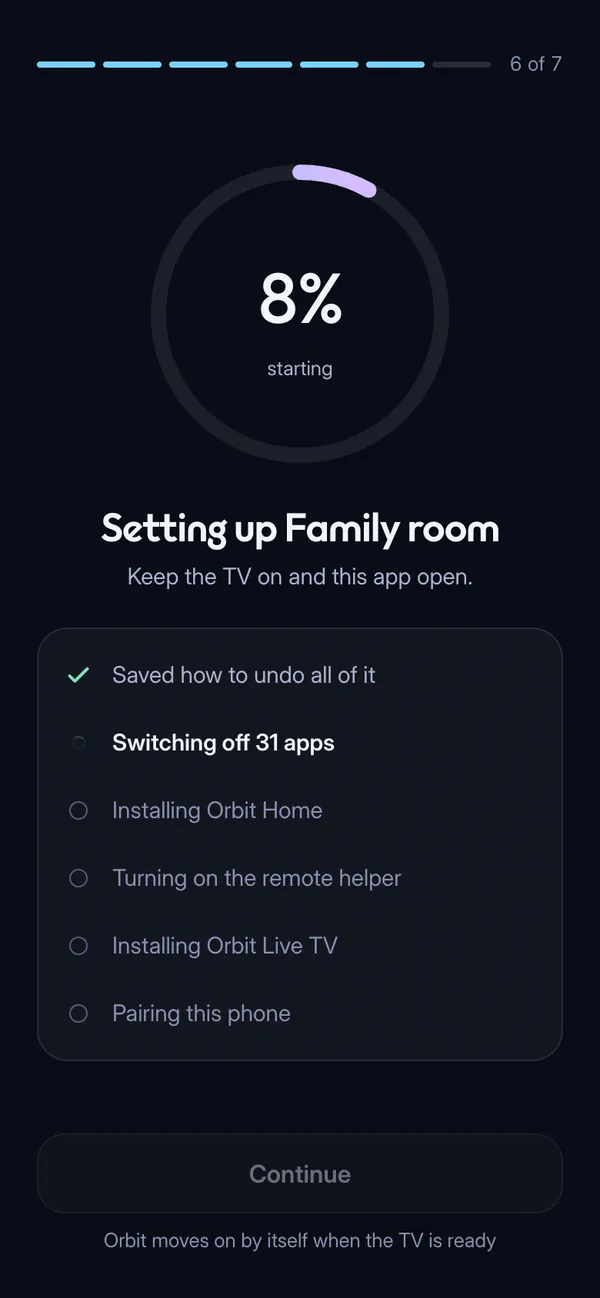 6 of 7
8%
starting
Setting up Family room
Keep the TV on and this app open.
Saved how to undo all of it
Switching off 31 apps
Installing Orbit Home
Turning on the remote helper
Installing Orbit Live TV
Pairing this phone
Continue
Orbit moves on by itself when the TV is ready